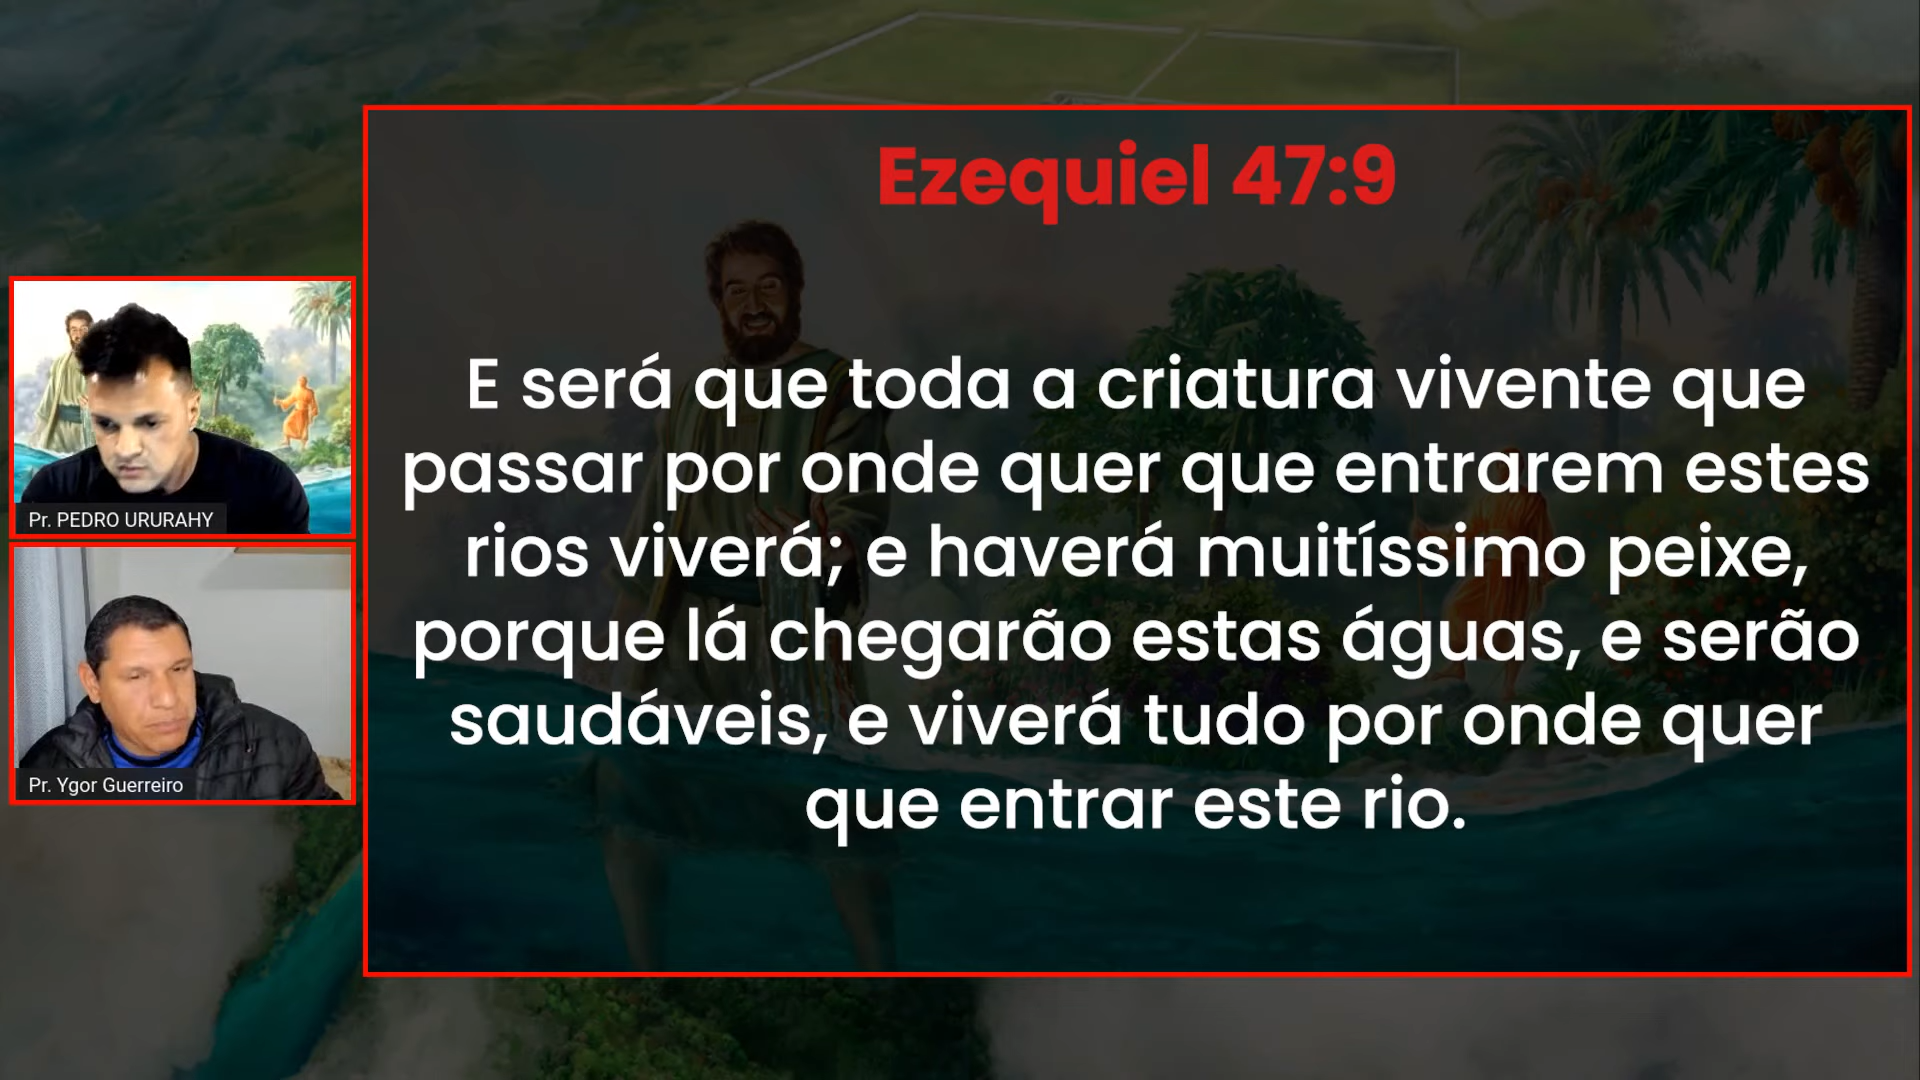 Ezequiel 47:9
E será que toda a criatura vivente que
passar por onde quer que entrarem estes
rios viverá; e haverá muitíssimo peixe,
porque lá chegarão estas águas, e serão
saudáveis, e viverá tudo por onde quer
que entrar este rio.
Pr. PEDRO URURAHY
Pr. Ygor Guerreiro